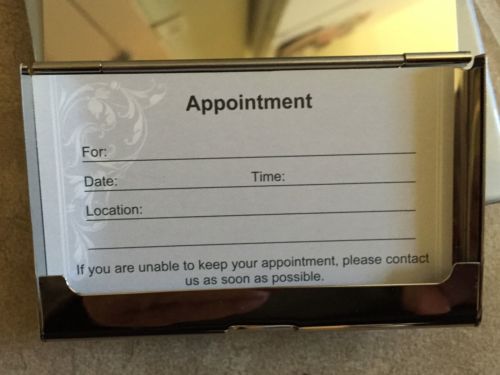 Appointment
For:
Date: Time:
Location:
If you are unable to keep your appointment, please contact
us as soon as possible.